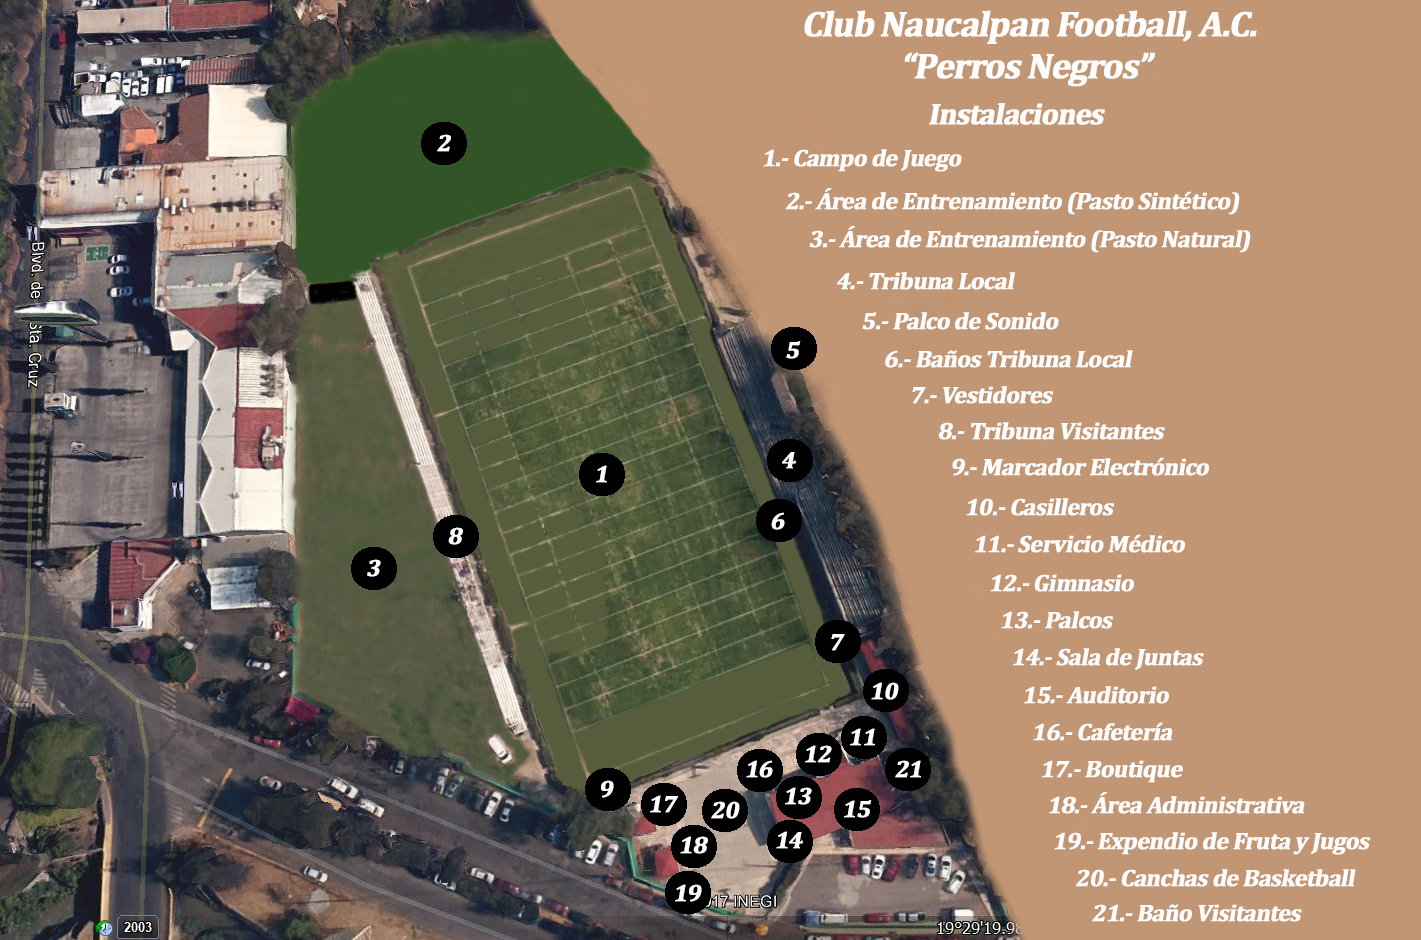 Club Naucalpan Football, A.C.
“Perros Negros”
Instalaciones
1.- Campo de Juego
2.- Área de Entrenamiento (Pasto Sintético)
3.- Área de Entrenamiento (Pasto Natural)
4.- Tribuna Local
5.- Palco de Sonido
6.- Baños Tribuna Local
7.- Vestidores
8.- Tribuna Visitantes
9.- Marcador Electrónico
10.- Casilleros
11.- Servicio Médico
12.- Gimnasio
13.- Palcos
14.- Sala de Juntas
15.- Auditorio
16.- Cafetería
17.- Boutique
18.- Área Administrativa
19.- Expendio de Fruta y Jugos
20.- Canchas de Basketball
21.- Baño Visitantes
2
5
4
1
6
8
3
7
10
11
12
16
21
9
13
17
20
15
14
18
19
Blvd. de Sta. Cruz
017 INEGI
2003
19°29'19.98